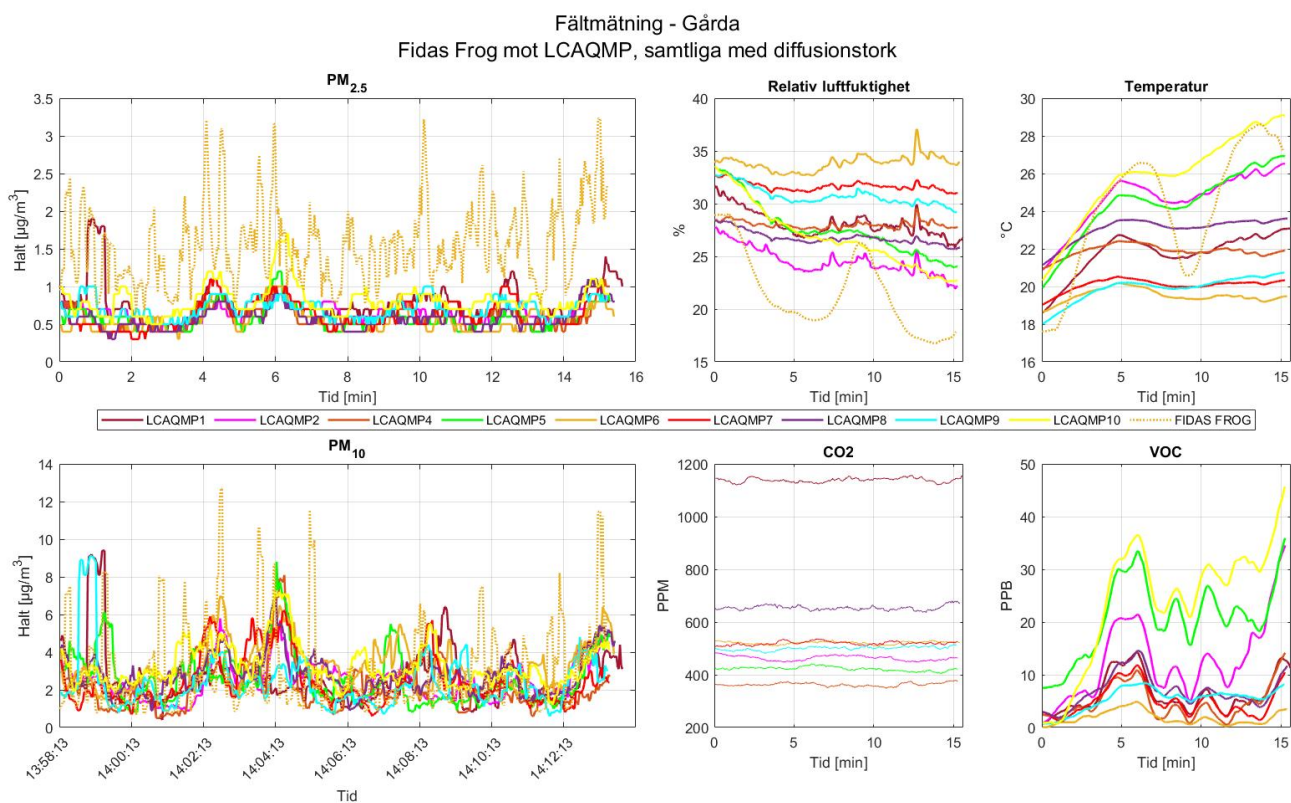 Fältmätning - Gårda
Fidas Frog mot LCAQMP, samtliga med diffusionstork
PM2.5
Halt [µg/m³]
3.5
3
2.5
2
1.5
1
0.5
0
0 2 4 6 8 10 12 14 16
Tid [min]
Relativ luftfuktighet
%
40
35
30
25
20
15
0 5 10 15
Tid [min]
Temperatur
°C
30
28
26
24
22
20
18
16
0 5 10 15
Tid [min]
LCAQMP1 LCAQMP2 LCAQMP4 LCAQMP5 LCAQMP6 LCAQMP7 LCAQMP8 LCAQMP9 LCAQMP10 FIDAS FROG
PM10
Halt [µg/m³]
14
12
10
8
6
4
2
0
13:58:13 14:00:13 14:02:13 14:04:13 14:06:13 14:08:13 14:10:13 14:12:13
Tid
CO2
PPM
1200
1000
800
600
400
200
0 5 10 15
Tid [min]
VOC
PPB
50
40
30
20
10
0
0 5 10 15
Tid [min]